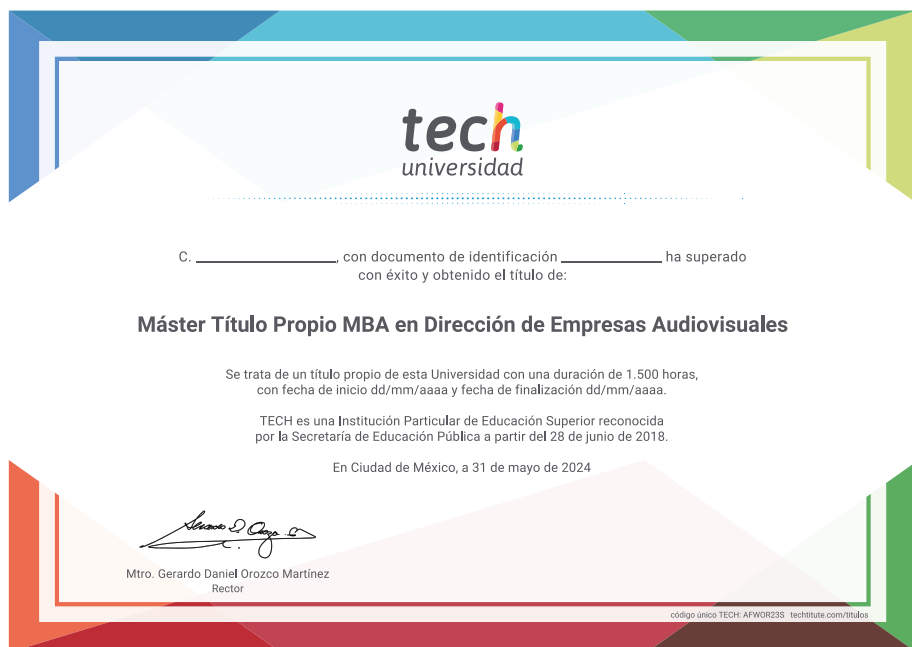 tech
universidad
C. ____________, con documento de identificación ____________ ha superado
con éxito y obtenido el título de:
Máster Título Propio MBA en Dirección de Empresas Audiovisuales
Se trata de un título propio de esta Universidad con una duración de 1.500 horas,
con fecha de inicio dd/mm/aaaa y fecha de finalización dd/mm/aaaa.
TECH es una Institución Particular de Educación Superior reconocida
por la Secretaría de Educación Pública a partir del 28 de junio de 2018.
En Ciudad de México, a 31 de mayo de 2024
Mtro. Gerardo Daniel Orozco Martínez
Rector
código único TECH: AFWOR23S techtitute.com/titulos